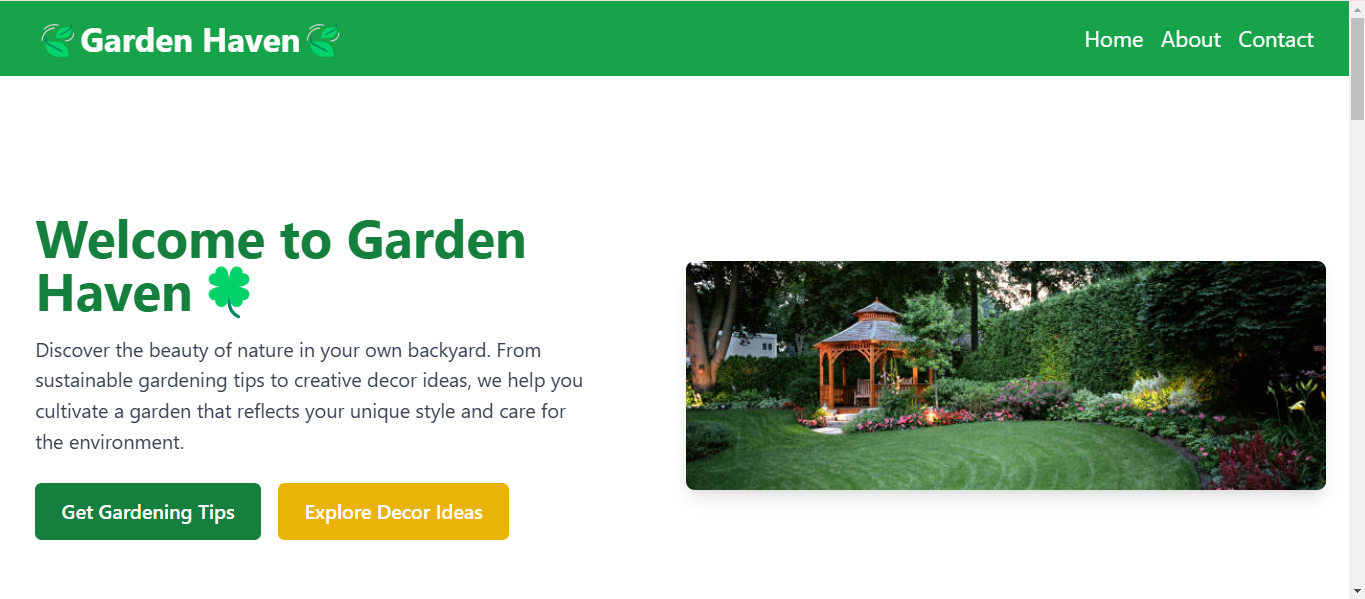 Garden Haven
Home About Contact
Welcome to Garden
Haven
Discover the beauty of nature in your own backyard. From
sustainable gardening tips to creative decor ideas, we help you
cultivate a garden that reflects your unique style and care for
the environment.
Get Gardening Tips
Explore Decor Ideas